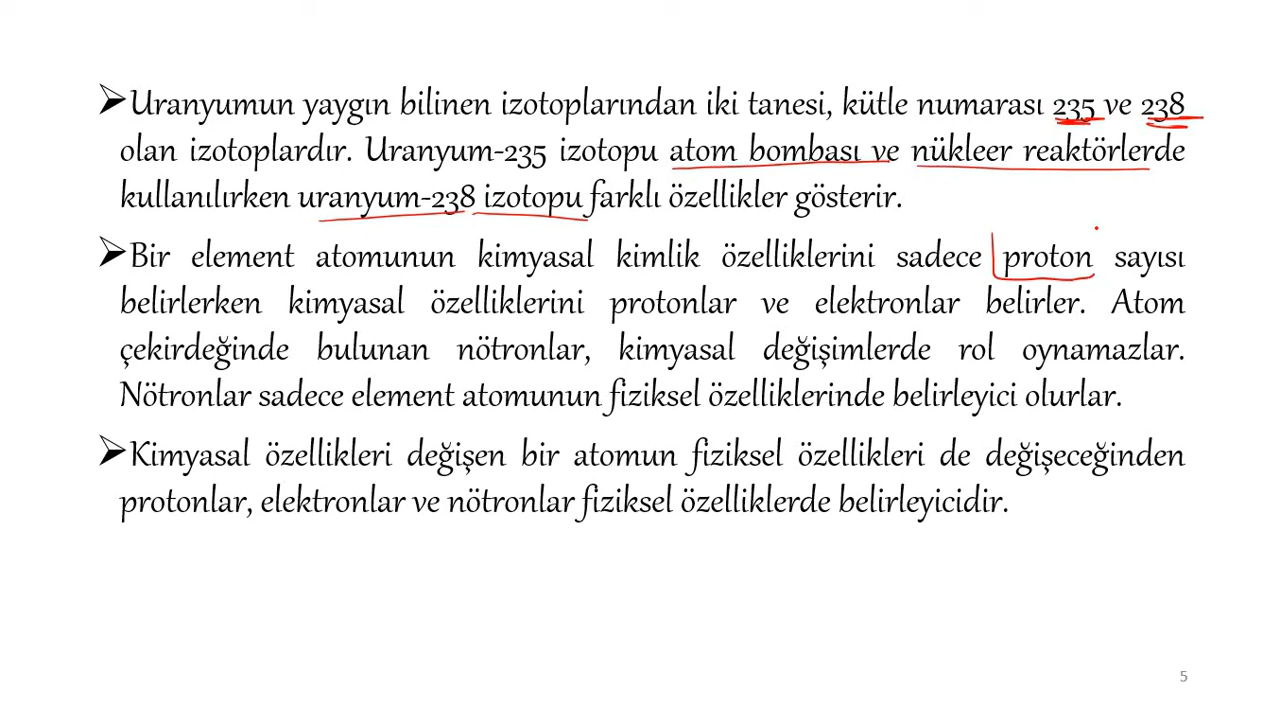 ➢Uranyumun yaygın bilinen izotoplarından iki tanesi, kütle numarası 235 ve 238
olan izotoplardır. Uranyum-235 izotopu atom bombası ve nükleer reaktörlerde
kullanılırken uranyum-238 izotopu farklı özellikler gösterir.
➢Bir element atomunun kimyasal kimlik özelliklerini sadece proton sayısı
belirlerken kimyasal özelliklerini protonlar ve elektronlar belirler. Atom
çekirdeğinde bulunan nötronlar, kimyasal değişimlerde rol oynamazlar.
Nötronlar sadece element atomunun fiziksel özelliklerinde belirleyici olurlar.
➢Kimyasal özellikleri değişen bir atomun fiziksel özellikleri de değişeceğinden
protonlar, elektronlar ve nötronlar fiziksel özelliklerde belirleyicidir.
5